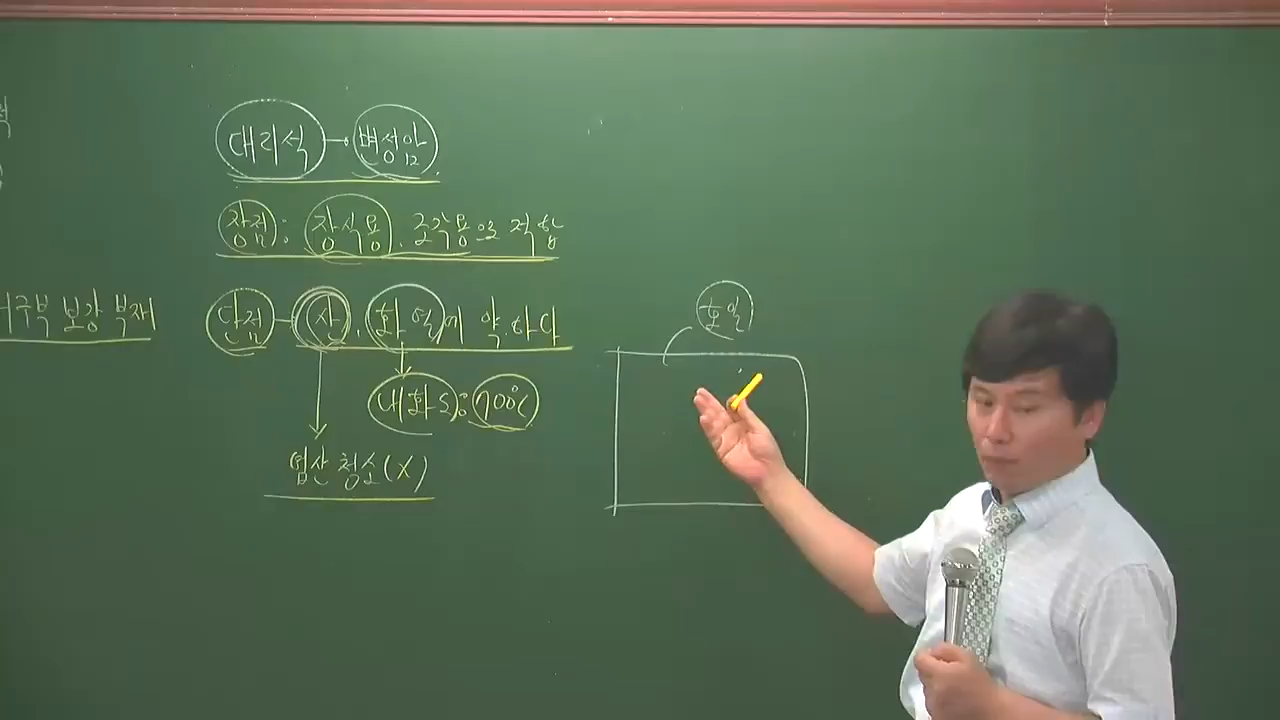 대리석 → 변성암
장점: 장식용, 조각용으로 적합
단점 - 산, 화열에 약하다
내화도: 700℃
염산 청소(X)
보강 부재